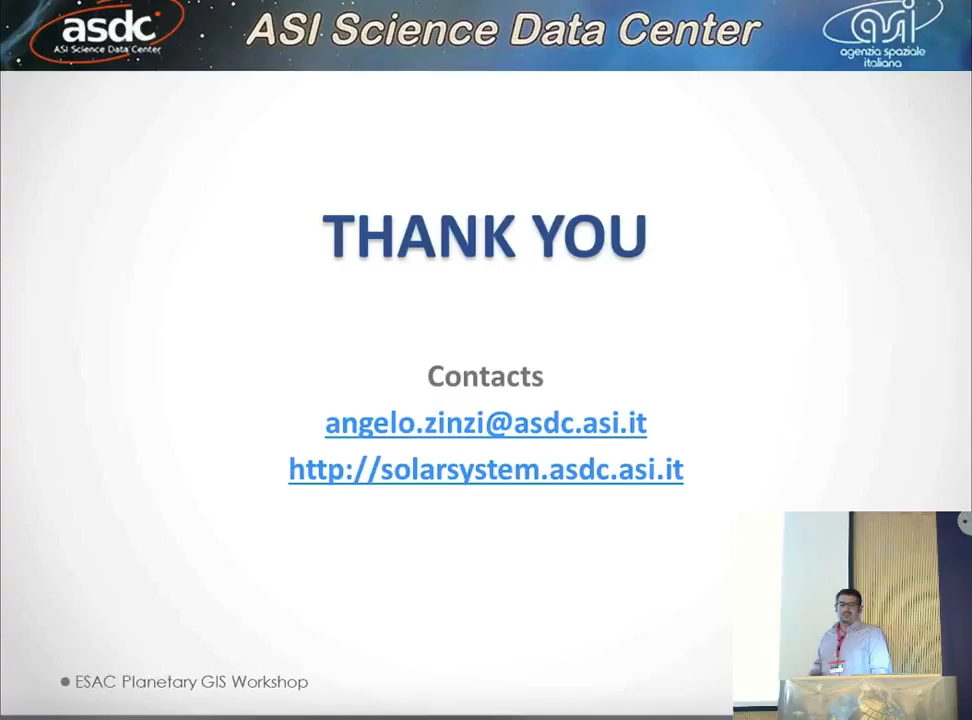 asdc
ASI Science Data Center
ASI Science Data Center
asi
agenzia spaziale
italiana
THANK YOU
Contacts
angelo.zinzi@asdc.asi.it
http://solarsystem.asdc.asi.it
ESAC Planetary GIS Workshop